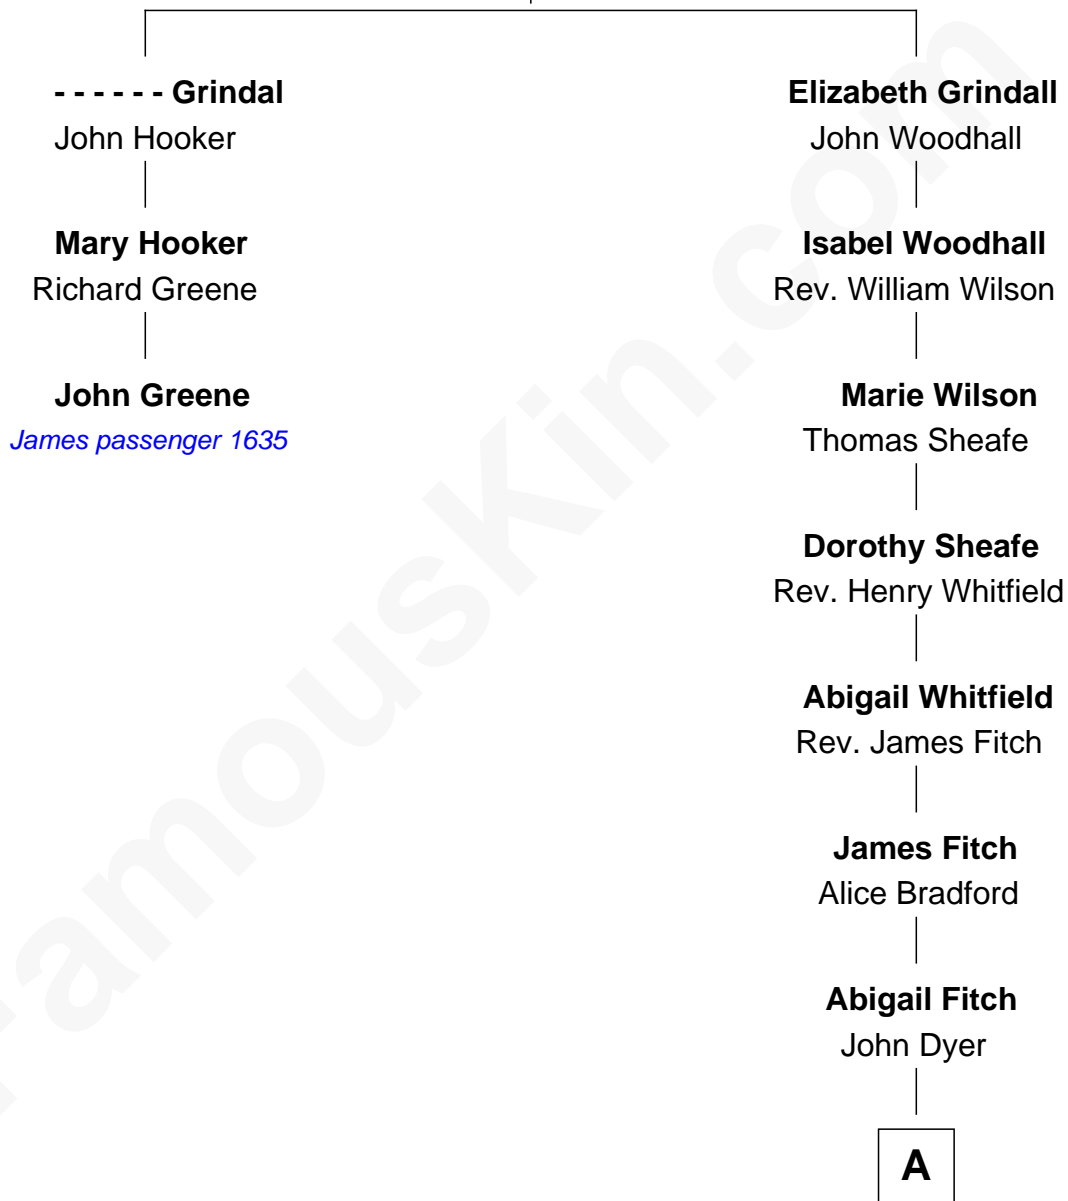 - - - - - - Grindal
John Hooker
Mary Hooker
Richard Greene
John Greene
James passenger 1635
Elizabeth Grindall
John Woodhall
Isabel Woodhall
Rev. William Wilson
Marie Wilson
Thomas Sheafe
Dorothy Sheafe
Rev. Henry Whitfield
Abigail Whitfield
Rev. James Fitch
James Fitch
Alice Bradford
Abigail Fitch
John Dyer
A
FamousKin.com